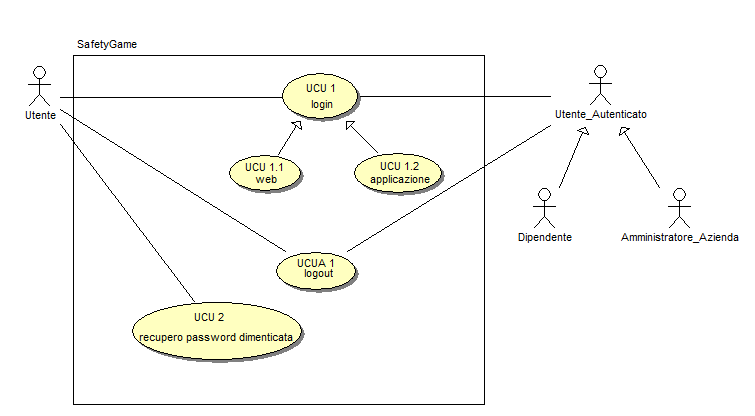 SafetyGame
Utente
UCU 1
login
Utente_Autenticato
UCU 1.1
web
UCU 1.2
applicazione
Dipendente
Amministratore_Azienda
UCUA 1
logout
UCU 2
recupero password dimenticata